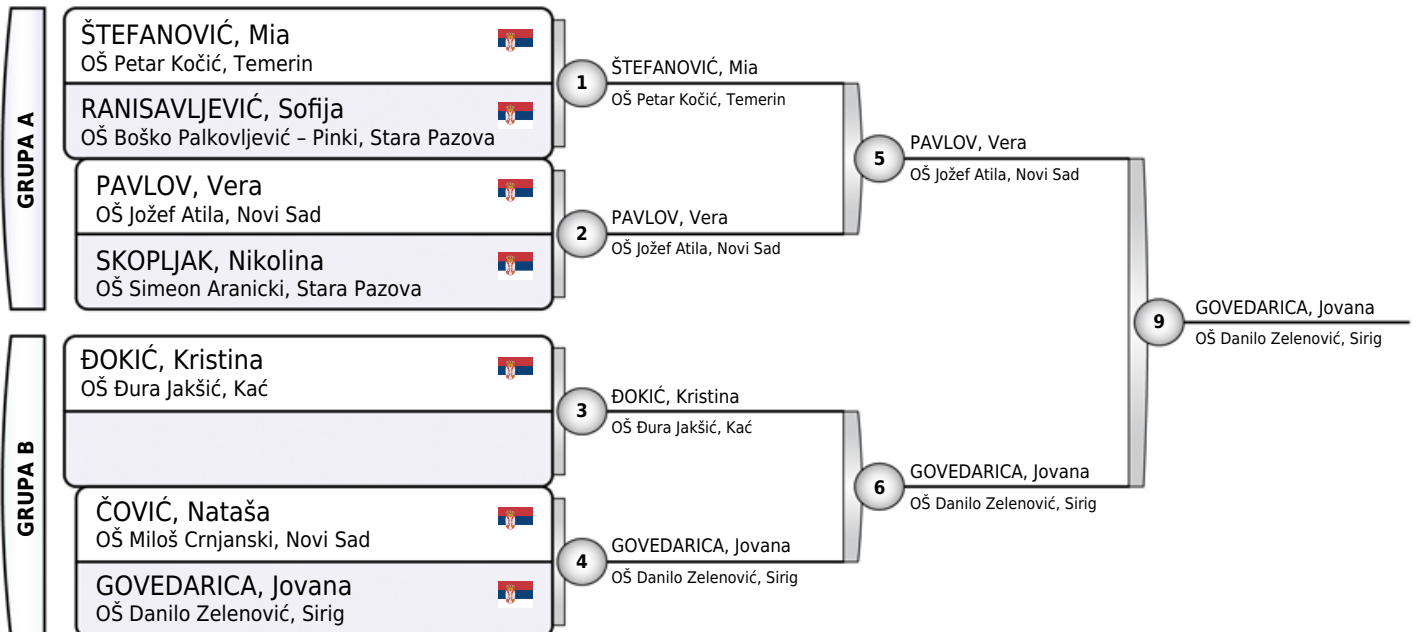 GRUPA A
ŠTEFANOVIĆ, Mia
OŠ Petar Kočić, Temerin
RANISAVLJEVIĆ, Sofija
OŠ Boško Palkovljević – Pinki, Stara Pazova
PAVLOV, Vera
OŠ Jožef Atila, Novi Sad
SKOPLJAK, Nikolina
OŠ Simeon Aranicki, Stara Pazova
GRUPA B
ĐOKIĆ, Kristina
OŠ Đura Jakšić, Kać
ČOVIĆ, Nataša
OŠ Miloš Crnjanski, Novi Sad
GOVEDARICA, Jovana
OŠ Danilo Zelenović, Sirig
1
ŠTEFANOVIĆ, Mia
OŠ Petar Kočić, Temerin
2
PAVLOV, Vera
OŠ Jožef Atila, Novi Sad
3
ĐOKIĆ, Kristina
OŠ Đura Jakšić, Kać
4
GOVEDARICA, Jovana
OŠ Danilo Zelenović, Sirig
5
PAVLOV, Vera
OŠ Jožef Atila, Novi Sad
6
GOVEDARICA, Jovana
OŠ Danilo Zelenović, Sirig
9
GOVEDARICA, Jovana
OŠ Danilo Zelenović, Sirig